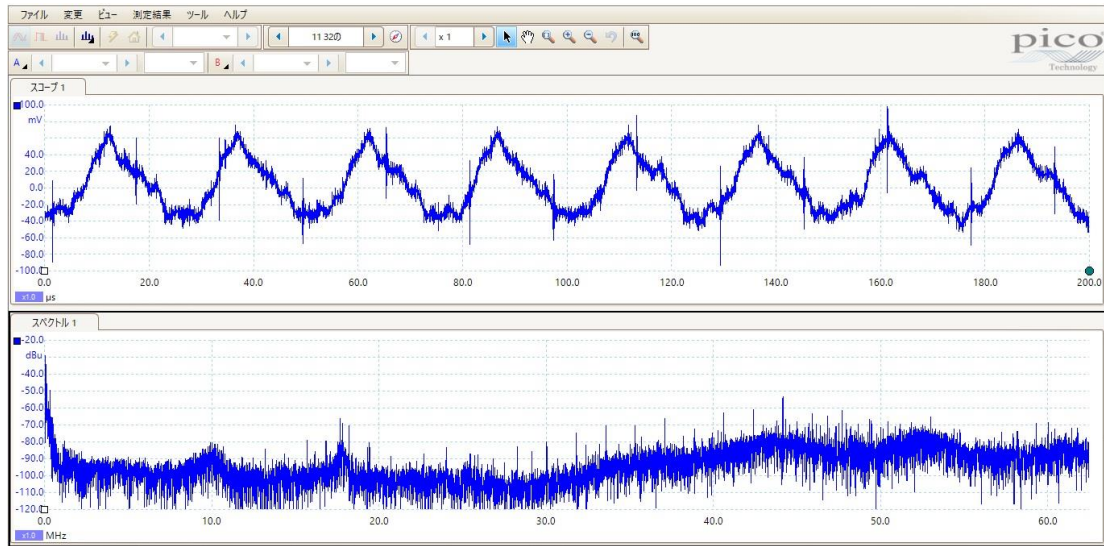 ファイル 変更 ビュー 測定結果 ツール ヘルプ
11 32の x 1
pico
Technology
A B
スコープ 1
100.0
mV
40.0
20.0
0.0
-20.0
-40.0
-60.0
-80.0
-100.0
0.0 20.0 40.0 60.0 80.0 100.0 120.0 140.0 160.0 180.0 200.0
x1.0 µs
スペクトル 1
-20.0
dBu
-40.0
-50.0
-60.0
-70.0
-80.0
-90.0
-100.0
-110.0
-120.0
0.0 10.0 20.0 30.0 40.0 50.0 60.0
x1.0 MHz